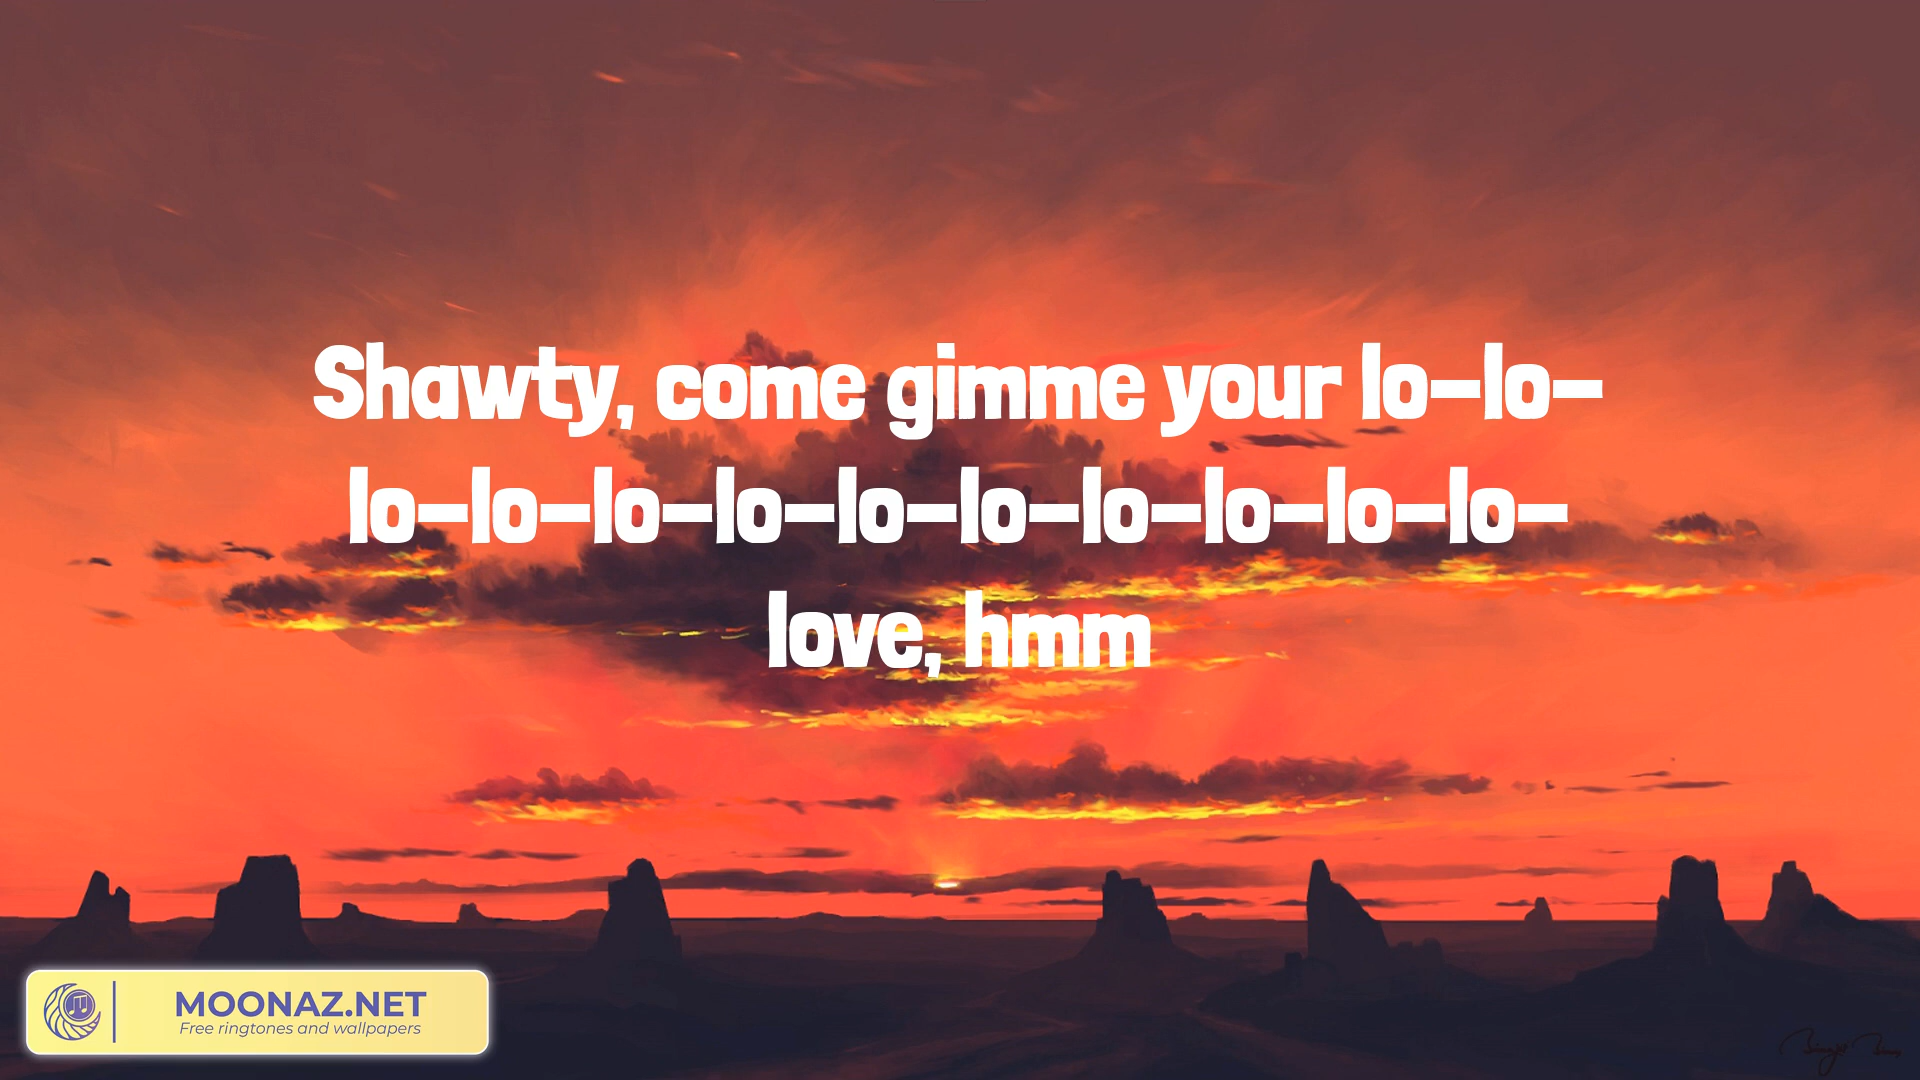 Shawty, come gimme your lo-lo-
lo-lo-lo-lo-lo-lo-lo-lo-lo-lo-
love, hmm
MOONAZ.NET
Free ringtones and wallpapers